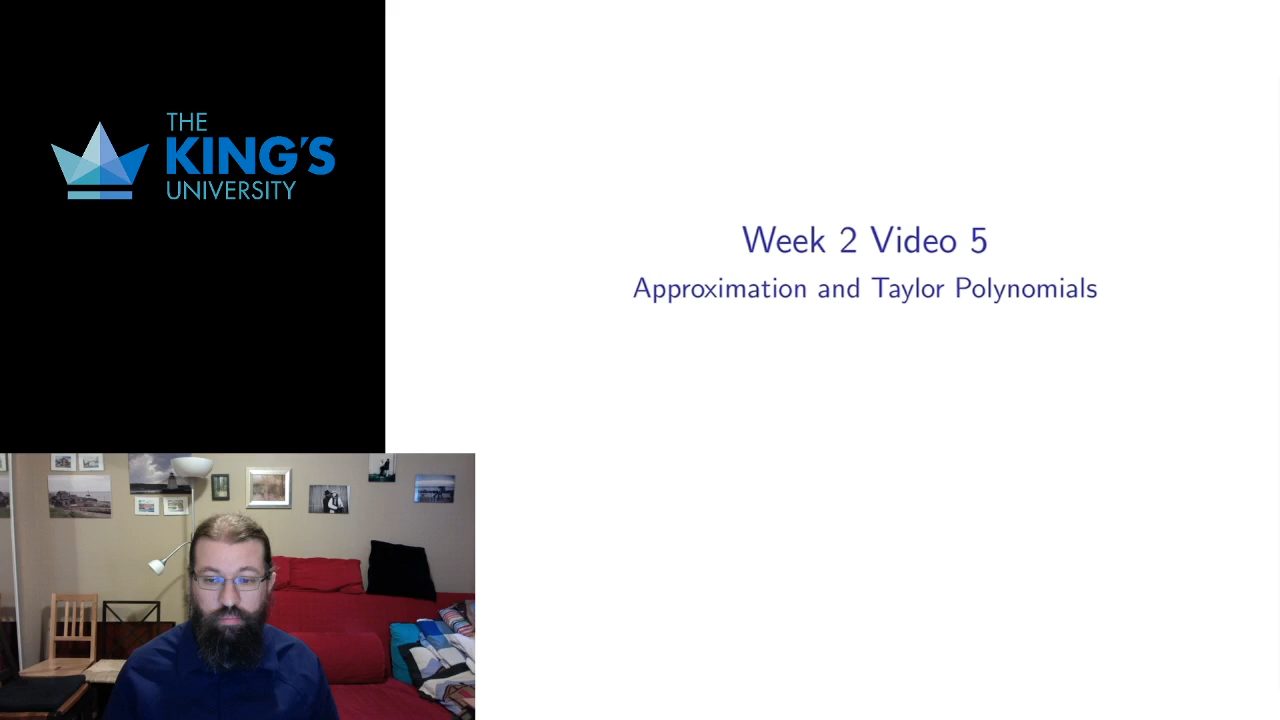 THE
KING'S
UNIVERSITY
Week 2 Video 5
Approximation and Taylor Polynomials